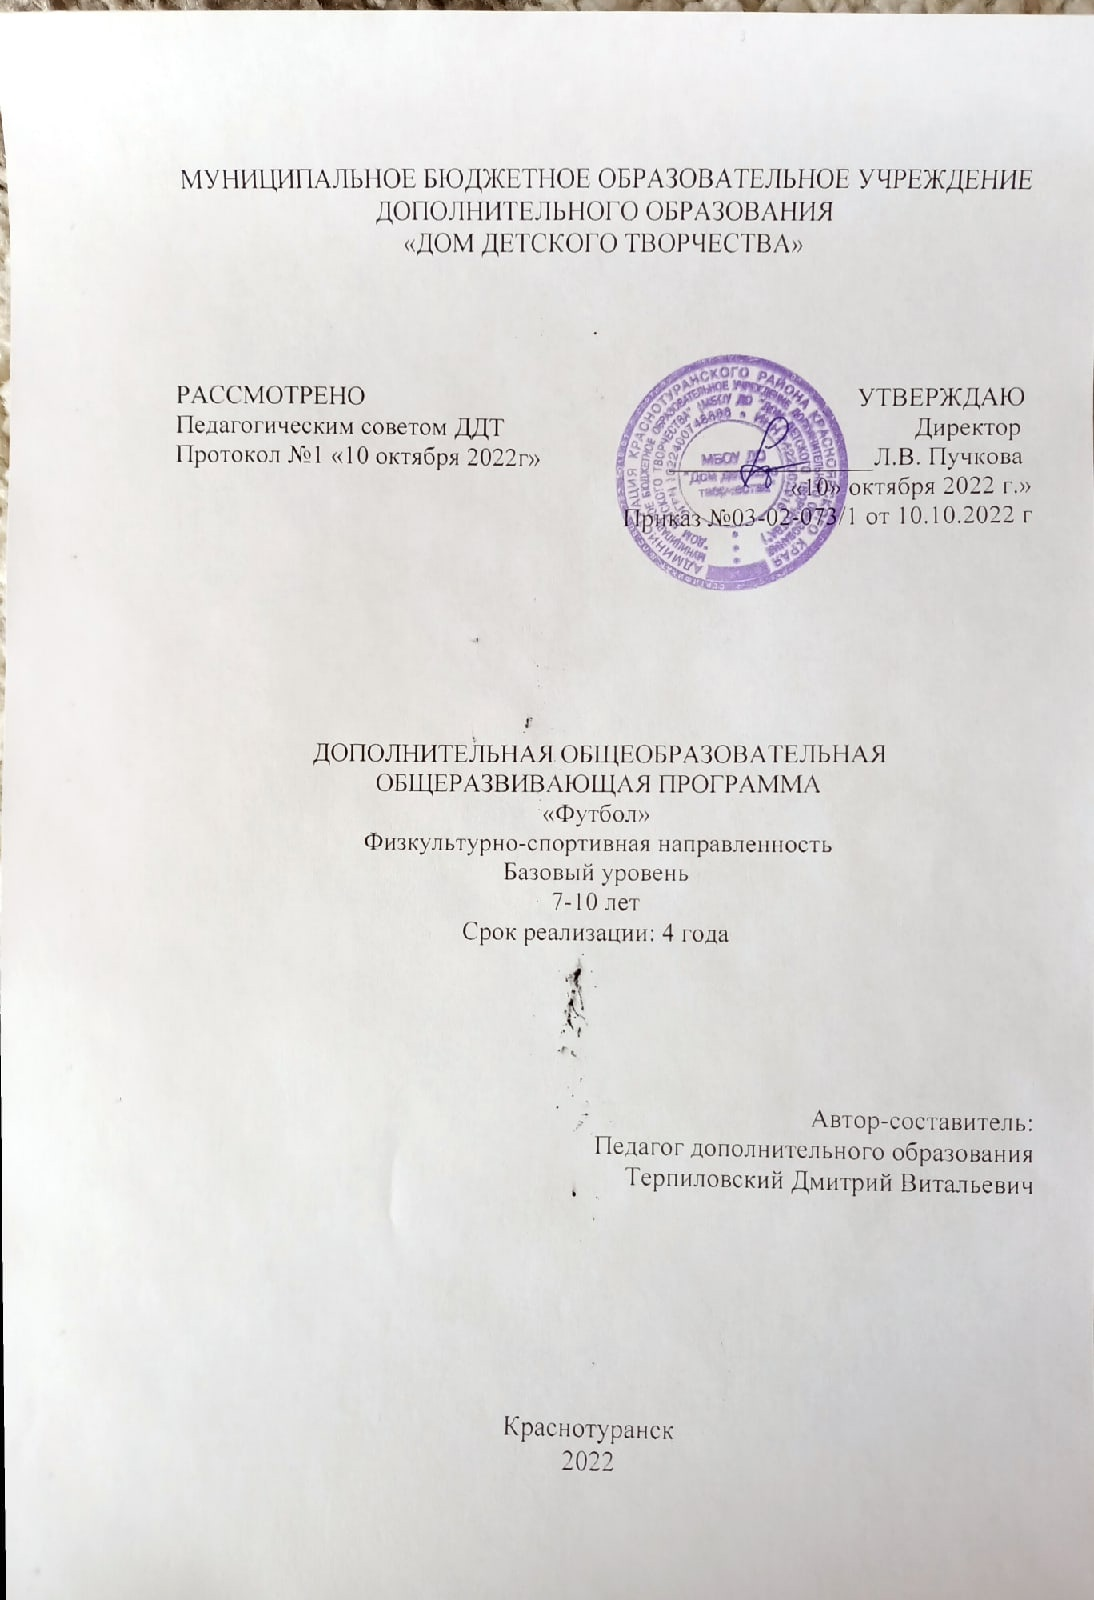 МУНИЦИПАЛЬНОЕ БЮДЖЕТНОЕ ОБРАЗОВАТЕЛЬНОЕ УЧРЕЖДЕНИЕ
ДОПОЛНИТЕЛЬНОГО ОБРАЗОВАНИЯ
«ДОМ ДЕТСКОГО ТВОРЧЕСТВА»
РАССМОТРЕНО
Педагогическим советом ДДТ
Протокол №1 «10 октября 2022г»
УТВЕРЖДАЮ
Директор
Л.В. Пучкова
«10» октября 2022 г.»
Приказ №03-02-073/1 от 10.10.2022 г
МБОУ ДО
творчества"
ДОПОЛНИТЕЛЬНАЯ ОБЩЕОБРАЗОВАТЕЛЬНАЯ
ОБЩЕРАЗВИВАЮЩАЯ ПРОГРАММА
«Футбол»
Физкультурно-спортивная направленность
Базовый уровень
7-10 лет
Срок реализации: 4 года
Автор-составитель:
Педагог дополнительного образования
Терпиловский Дмитрий Витальевич
Краснотуранск
2022